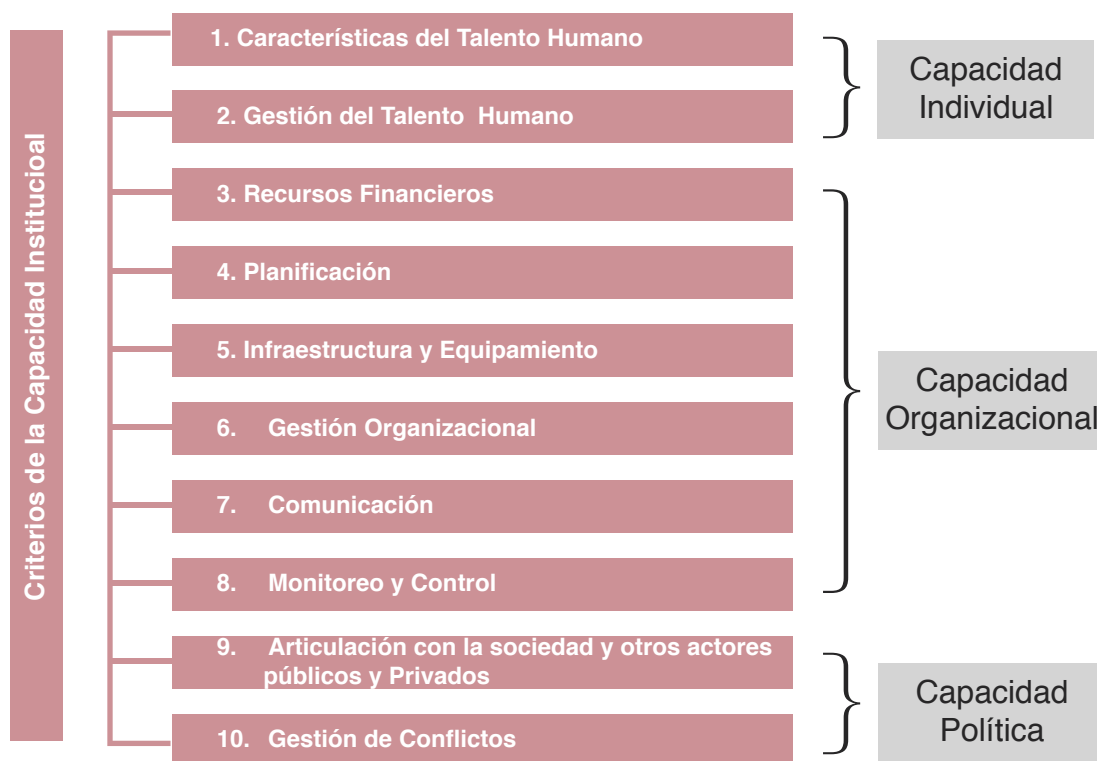 Criterios de la Capacidad Institucioal
1. Características del Talento Humano
2. Gestión del Talento Humano
Capacidad
Individual
3. Recursos Financieros
4. Planificación
5. Infraestructura y Equipamiento
6. Gestión Organizacional
7. Comunicación
8. Monitoreo y Control
Capacidad
Organizacional
9. Articulación con la sociedad y otros actores
públicos y Privados
10. Gestión de Conflictos
Capacidad
Política